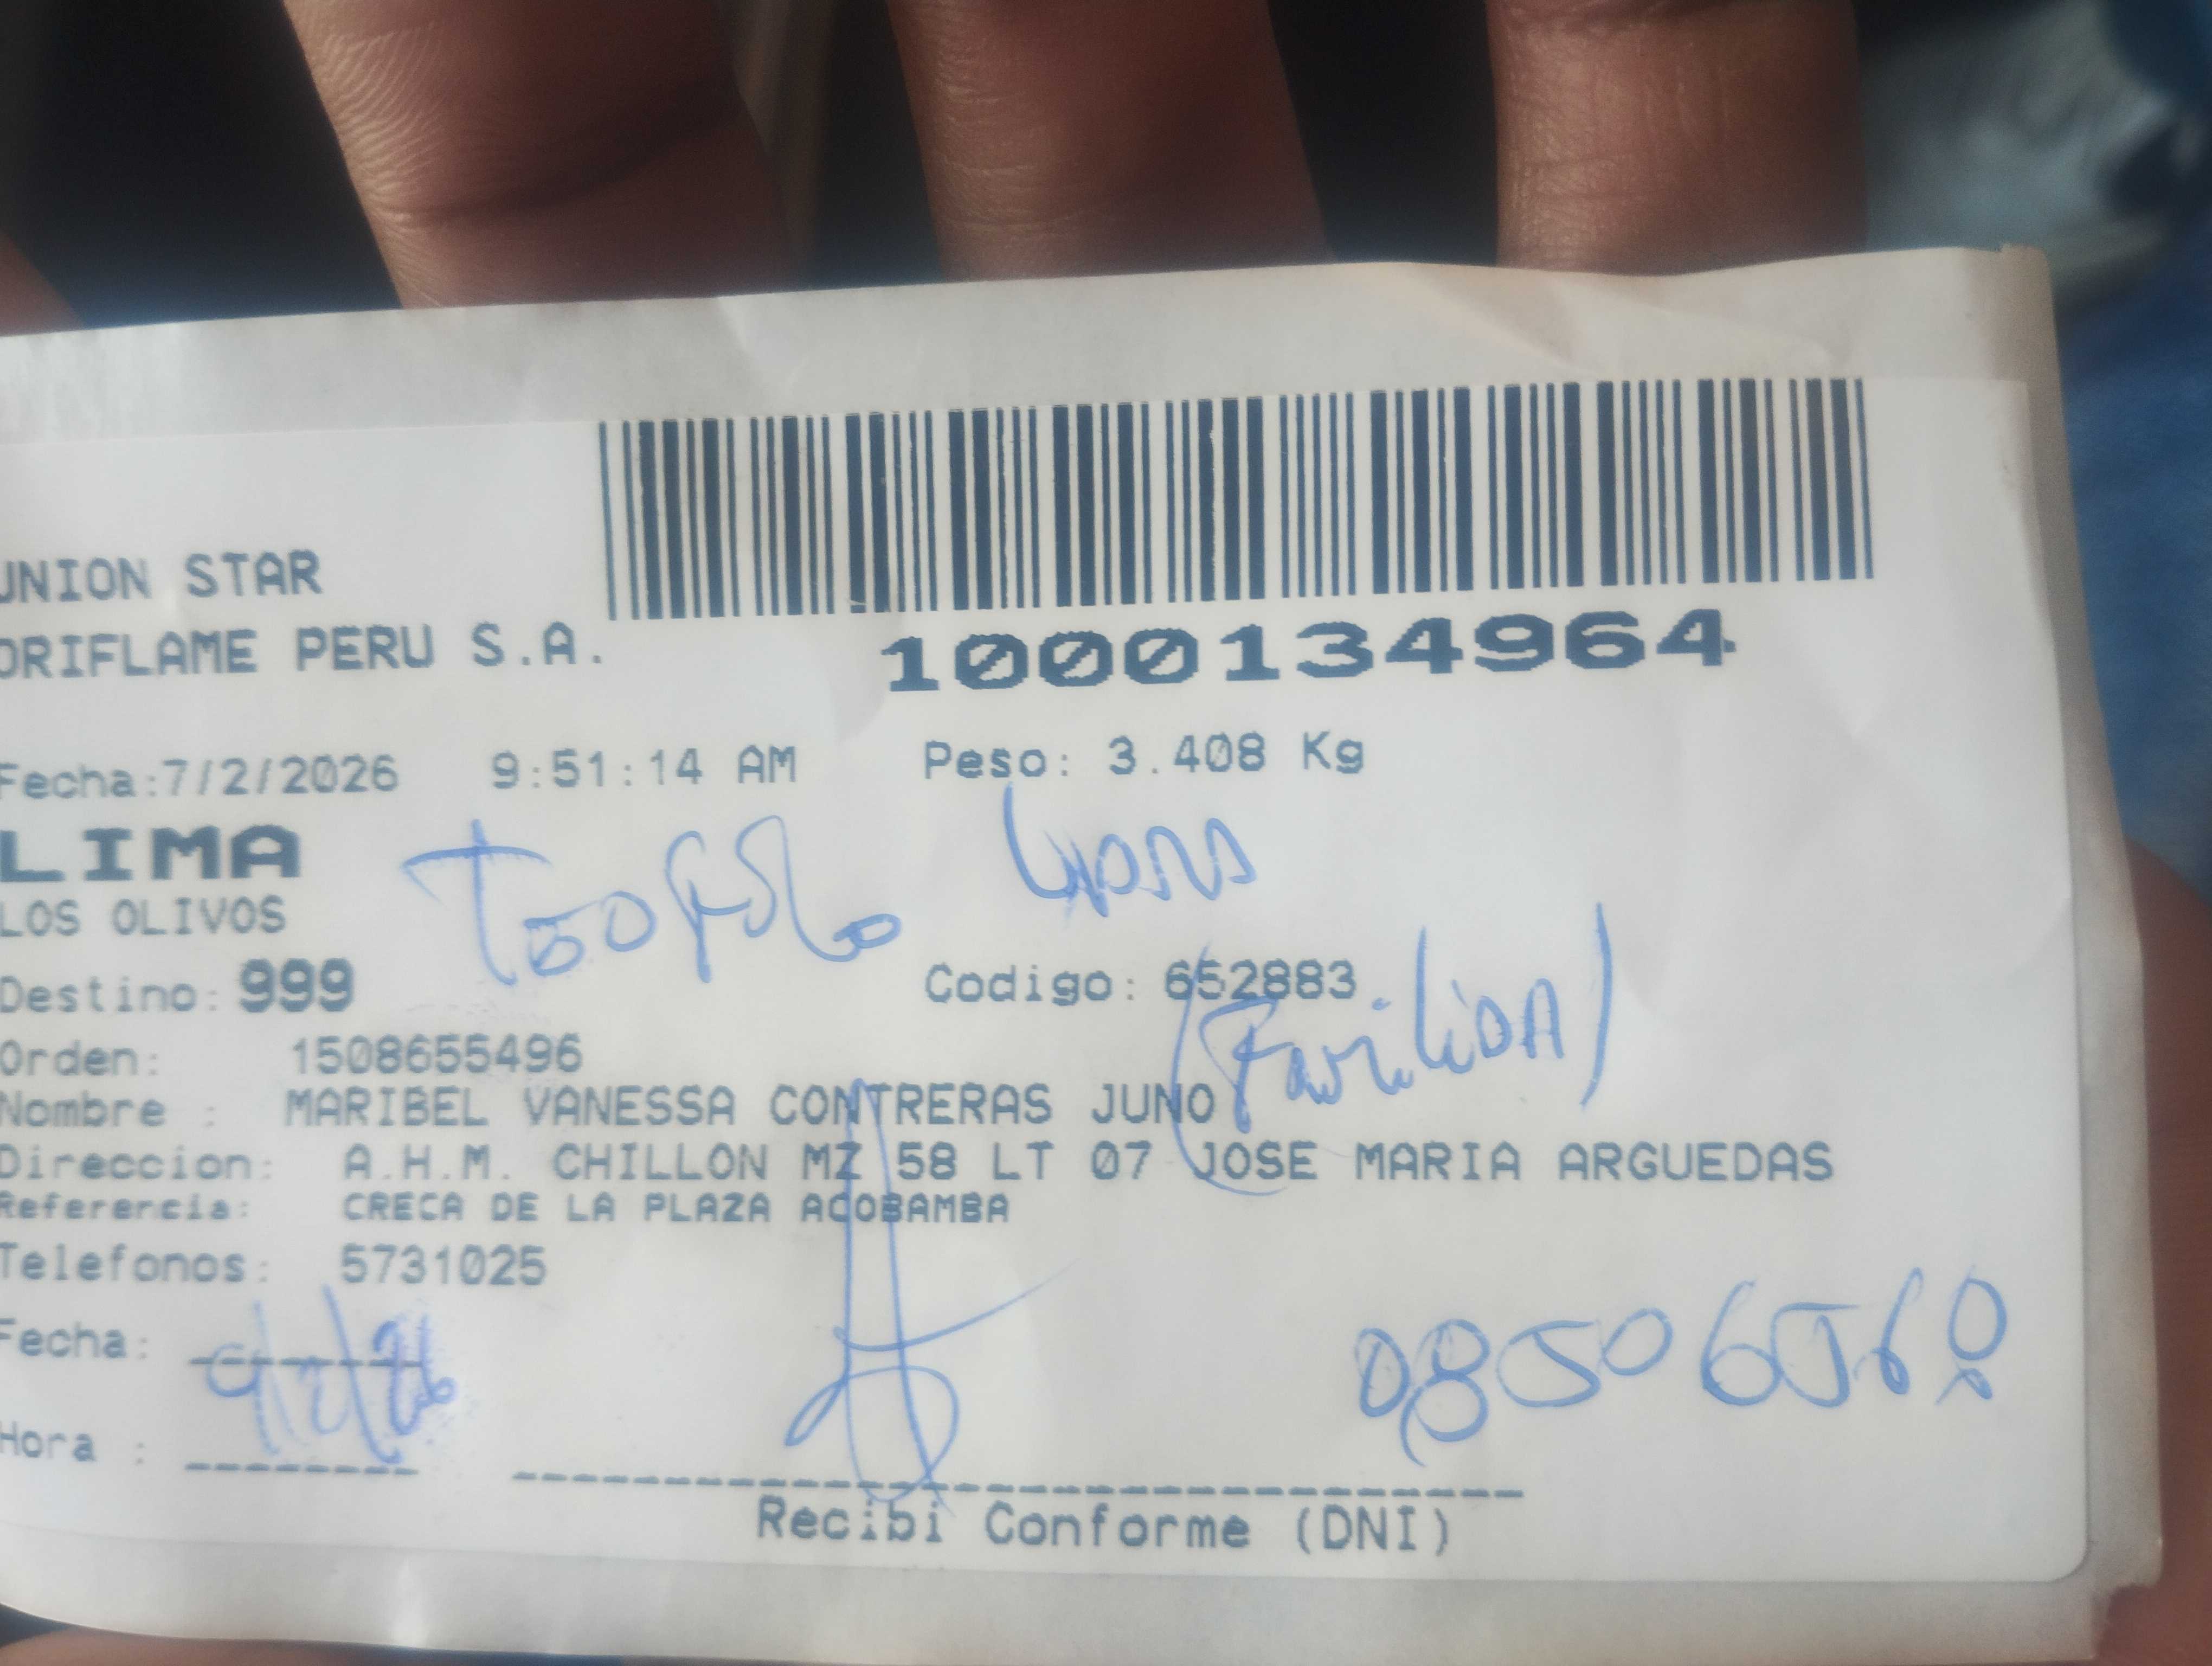 UNION STAR
ORIFLAME PERU S.A.
1000134964
Fecha:7/2/2026 9:51:14 AM Peso: 3.408 Kg
LIMA
LOS OLIVOS
Teofilo
Destino: 999 Codigo: 652883
Orden: 1508655496
Nombre : MARIBEL VANESSA CONTRERAS JUNO
Direccion: A.H.M. CHILLON MZ 58 LT 07 JOSE MARIA ARGUEDAS
Referencia: CRECA DE LA PLAZA ACOBAMBA
Telefonos: 5731025
Fecha:
Hora :
Recibi Conforme (DNI)